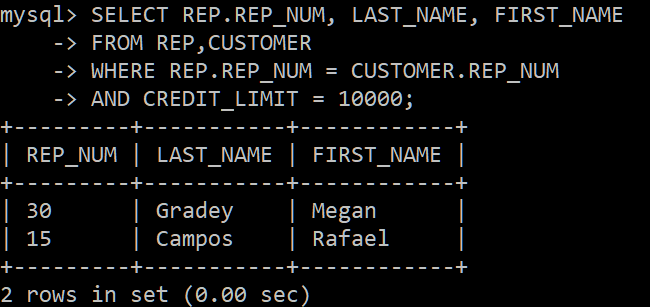 mysql> SELECT REP.REP_NUM, LAST_NAME, FIRST_NAME
    -> FROM REP,CUSTOMER
    -> WHERE REP.REP_NUM = CUSTOMER.REP_NUM
    -> AND CREDIT_LIMIT = 10000;
+---------+-----------+------------+
| REP_NUM | LAST_NAME | FIRST_NAME |
+---------+-----------+------------+
| 30      | Gradey    | Megan      |
| 15      | Campos    | Rafael     |
+---------+-----------+------------+
2 rows in set (0.00 sec)